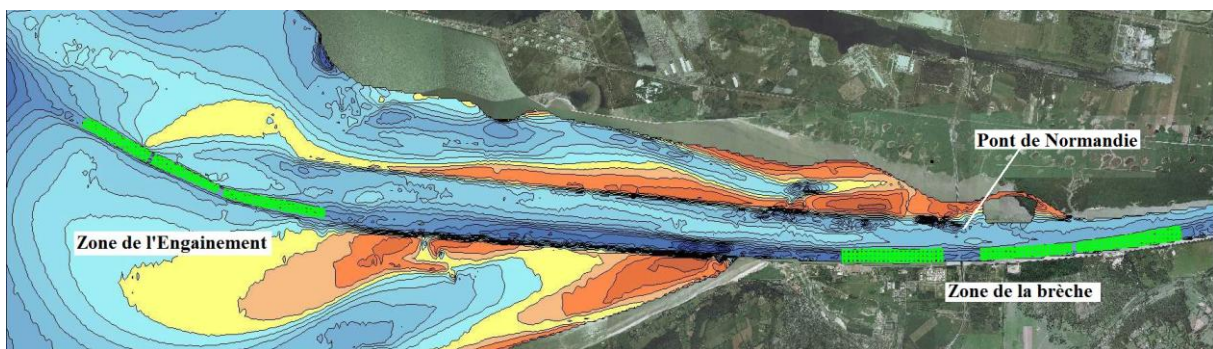 Pont de Normandie
Zone de l'Engainement
Zone de la brèche